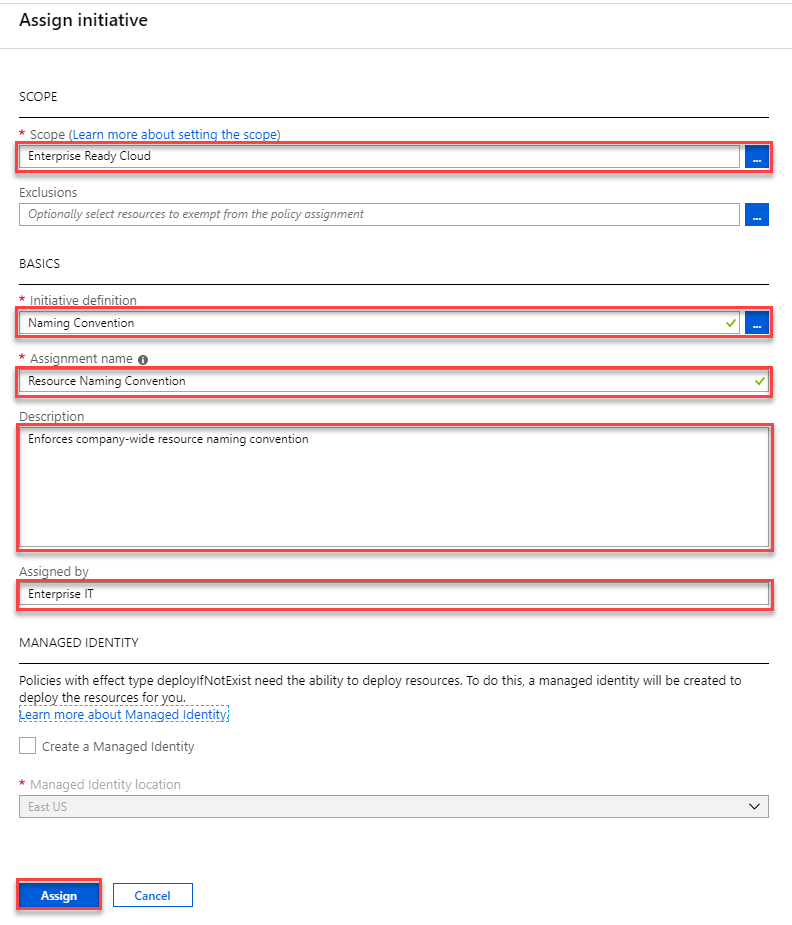 Assign initiative
SCOPE
* Scope (Learn more about setting the scope)
Enterprise Ready Cloud
...
Exclusions
Optionally select resources to exempt from the policy assignment
...
BASICS
* Initiative definition
Naming Convention
...
* Assignment name
Resource Naming Convention
Description
Enforces company-wide resource naming convention
Assigned by
Enterprise IT
MANAGED IDENTITY
Policies with effect type deployIfNotExist need the ability to deploy resources. To do this, a managed identity will be created to
deploy the resources for you.
Learn more about Managed Identity.
Create a Managed Identity
* Managed Identity location
East US
Assign
Cancel